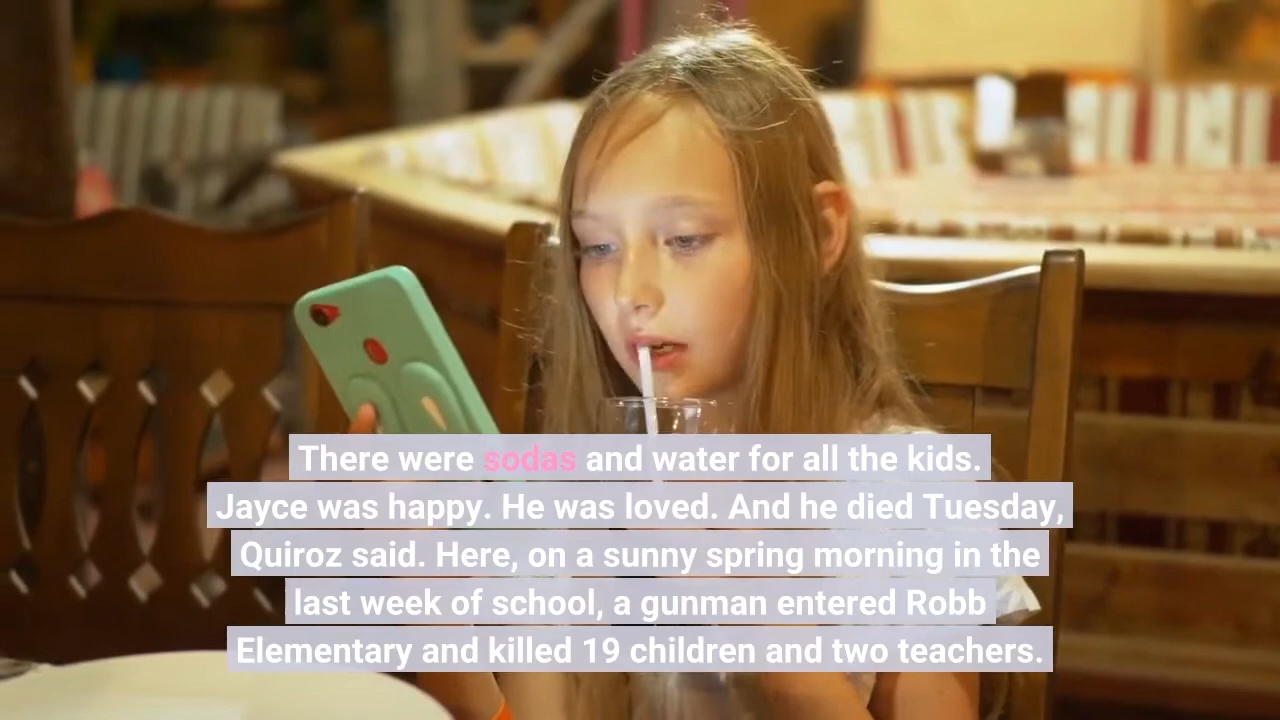 There were sodas and water for all the kids.
Jayce was happy. He was loved. And he died Tuesday,
Quiroz said. Here, on a sunny spring morning in the
last week of school, a gunman entered Robb
Elementary and killed 19 children and two teachers.